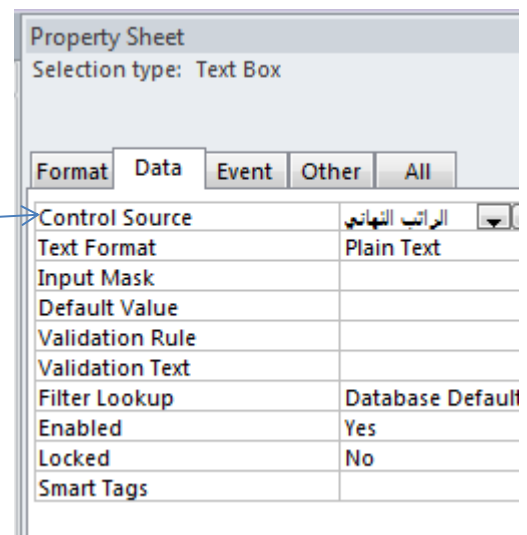 Property Sheet
Selection type: Text Box
Format Data Event Other All
Control Source الراتب النهائي
Text Format Plain Text
Input Mask
Default Value
Validation Rule
Validation Text
Filter Lookup Database Default
Enabled Yes
Locked No
Smart Tags